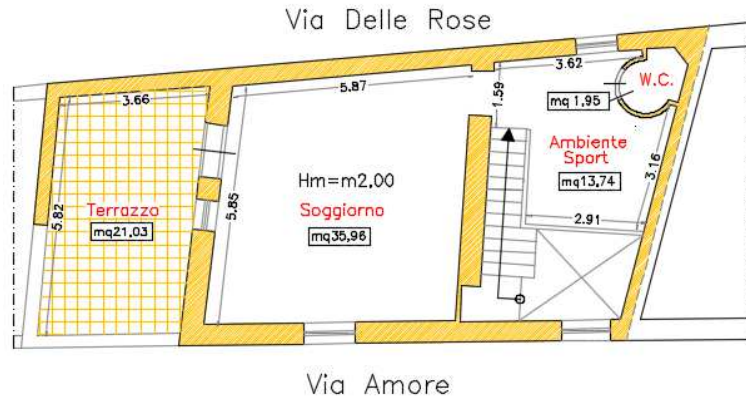 Via Delle Rose
3.66
5.87
3.62
W.C.
mq 1,95
1.59
Ambiente
Sport
mq13,74
3.16
Hm=m2.00
Terrazzo
mq21,03
5.82
5.85
Soggiorno
mq35,96
2.91
Via Amore